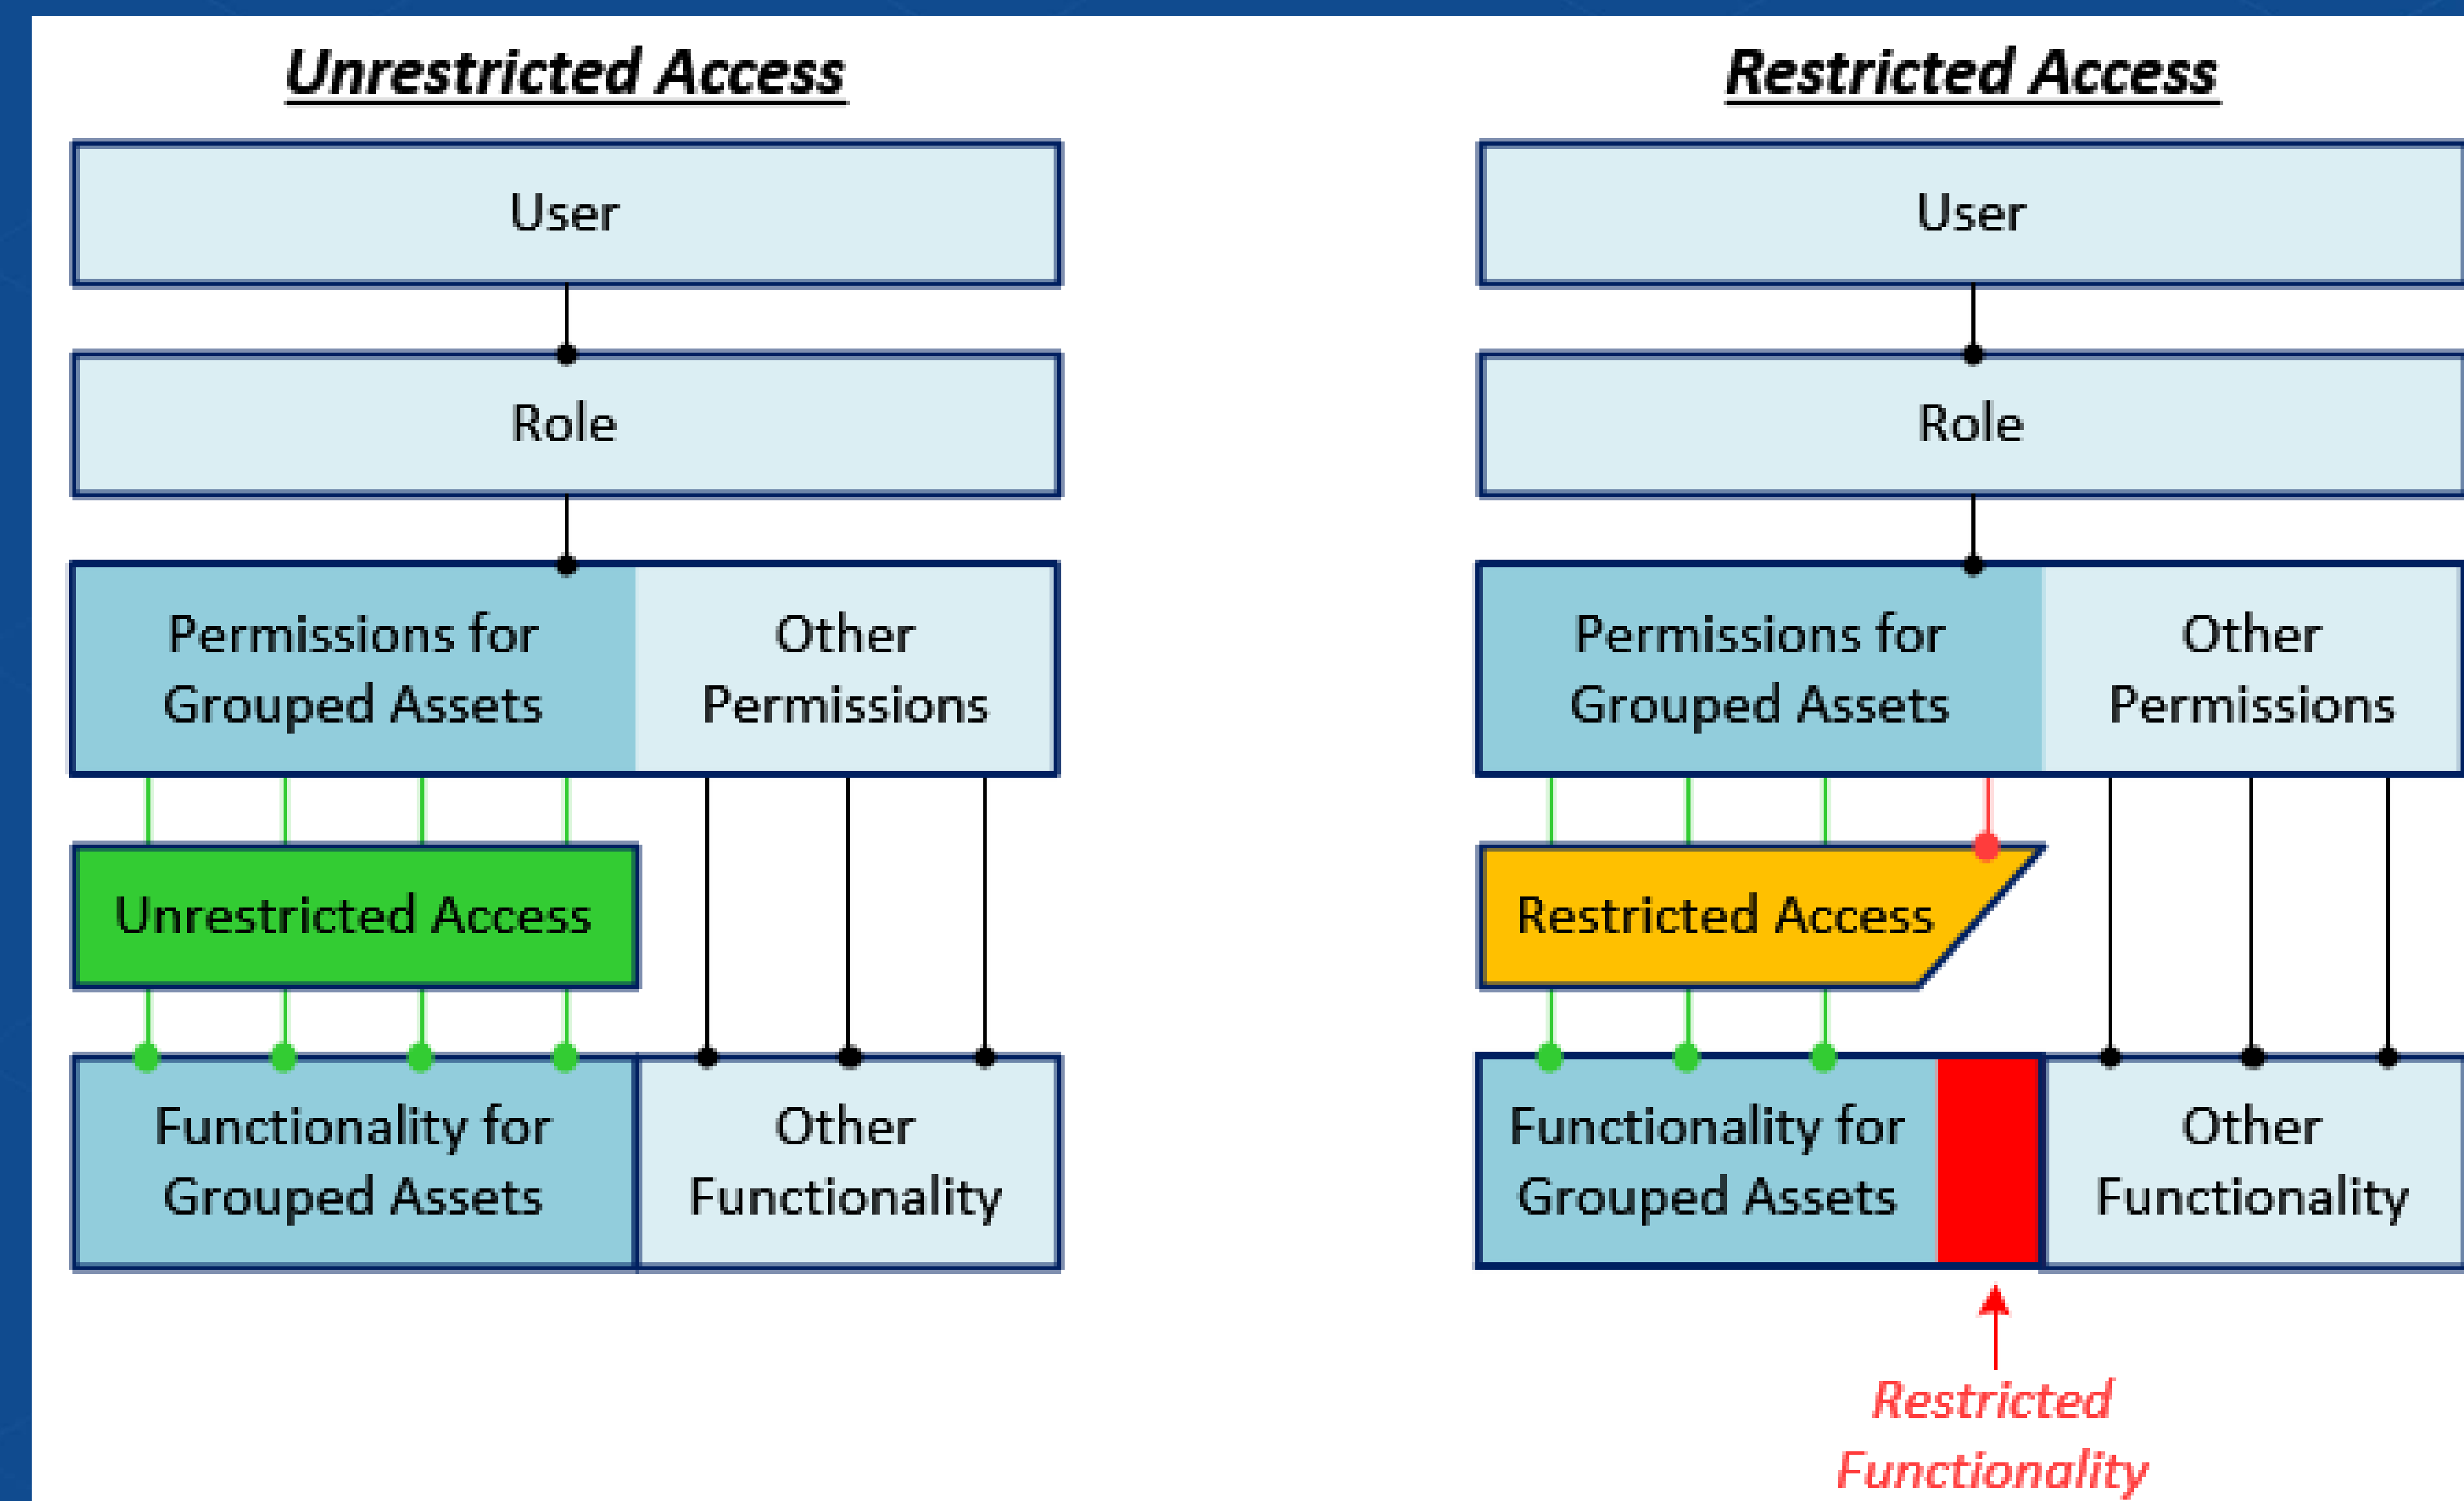 Unrestricted Access
User
Role
Permissions for
Grouped Assets
Other
Permissions
Unrestricted Access
Functionality for
Grouped Assets
Other
Functionality
Restricted Access
User
Role
Permissions for
Grouped Assets
Other
Permissions
Restricted Access
Functionality for
Grouped Assets
Other
Functionality
Restricted
Functionality